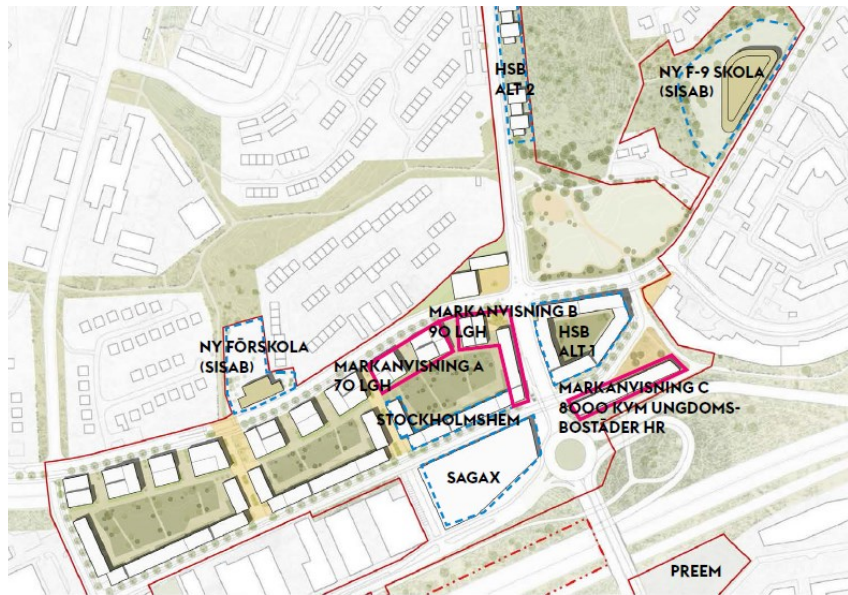 HSB
ALT 2
NY F-9 SKOLA
(SISAB)
MARKANVISNING B
90 LGH
HSB
ALT 1
NY FÖRSKOLA
(SISAB)
MARKANVISNING A
70 LGH
MARKANVISNING C
8000 KVM UNGDOMS-
BOSTÄDER HR
STOCKHOLMSHEM
SAGAX
PREEM